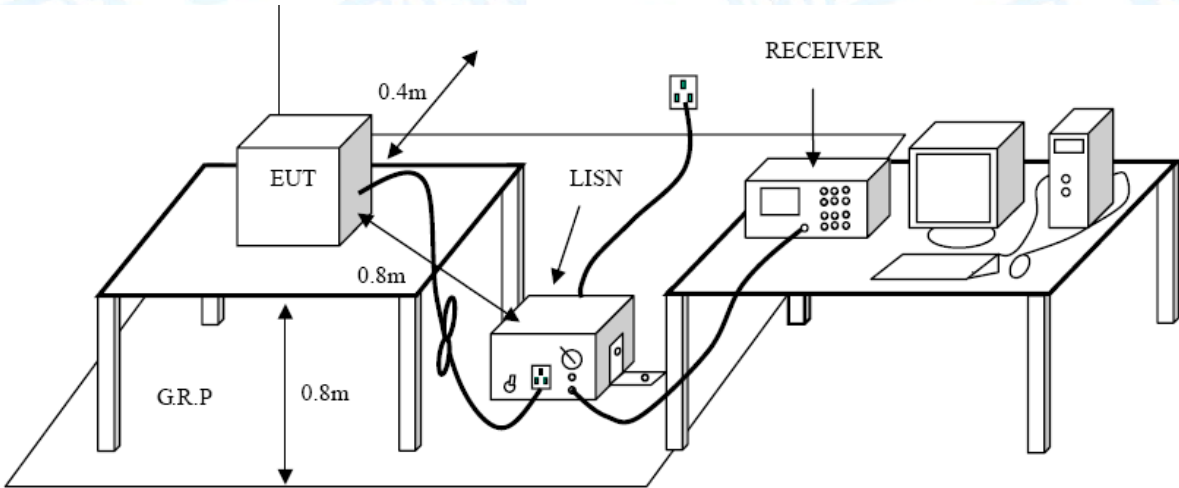 RECEIVER
0.4m
EUT
LISN
0.8m
G.R.P
0.8m